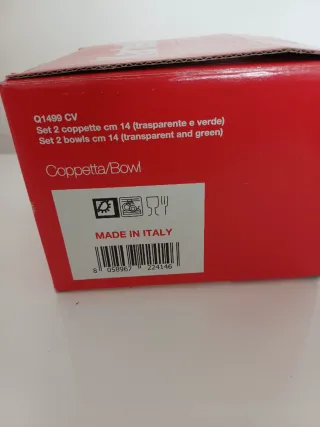 Q1499 CV
Set 2 coppette cm 14 (trasparente e verde)
Set 2 bowls cm 14 (transparent and green)
Coppetta/Bowl
MADE IN ITALY
8 058967 224146